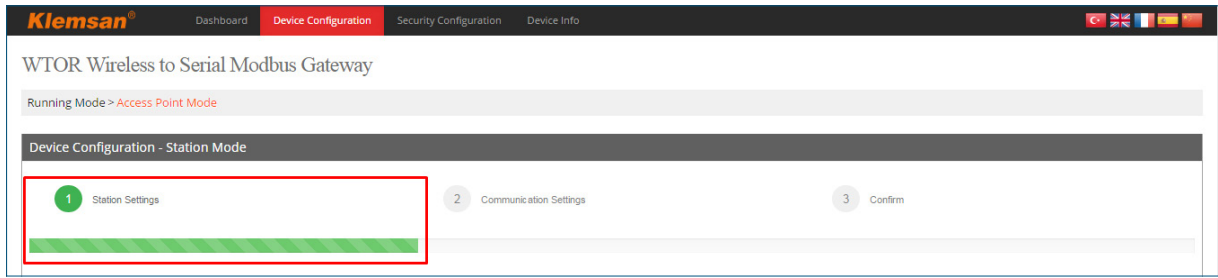 Klemsan® Dashboard Device Configuration Security Configuration Device Info
WTOR Wireless to Serial Modbus Gateway
Running Mode > Access Point Mode
Device Configuration - Station Mode
1 Station Settings 2 Communication Settings 3 Confirm